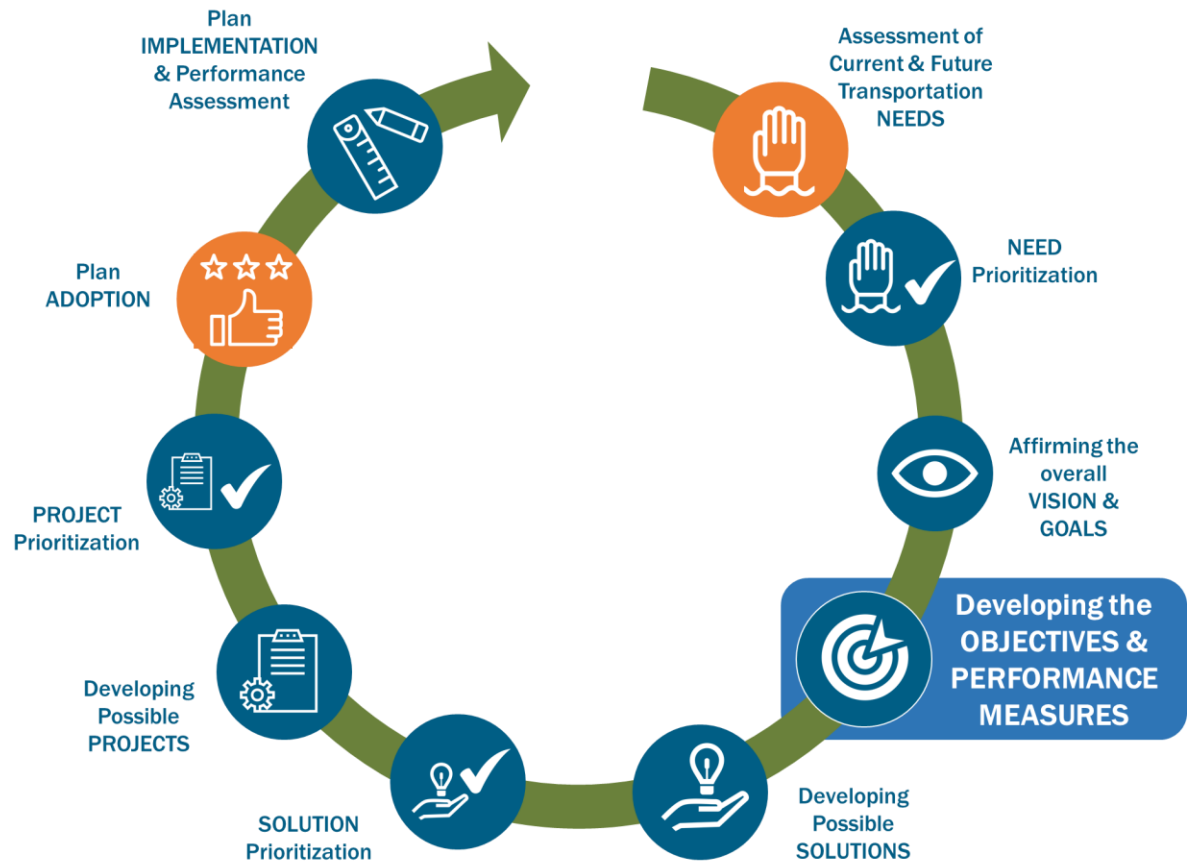 Assessment of
Current & Future
Transportation
NEEDS
NEED
Prioritization
Affirming the
overall
VISION &
GOALS
Developing the
OBJECTIVES &
PERFORMANCE
MEASURES
Developing
Possible
SOLUTIONS
SOLUTION
Prioritization
Developing
Possible
PROJECTS
PROJECT
Prioritization
Plan
ADOPTION
Plan
IMPLEMENTATION
& Performance
Assessment